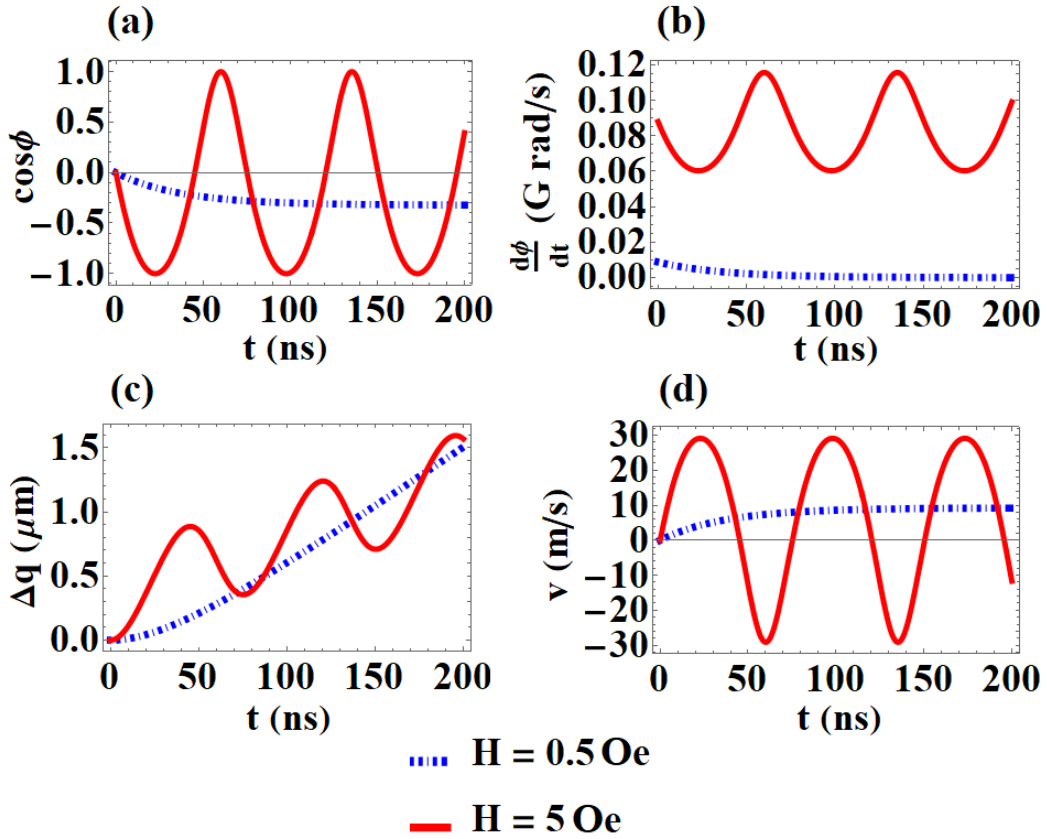 (a)
1.0
0.5
0.0
−0.5
−1.0
cosϕ
0 50 100 150 200
t (ns)
(b)
0.12
0.10
0.08
0.06
0.04
0.02
0.00
dϕ/dt (G rad/s)
0 50 100 150 200
t (ns)
(c)
1.5
1.0
0.5
0.0
Δq (μm)
0 50 100 150 200
t (ns)
(d)
30
20
10
0
−10
−20
−30
v (m/s)
0 50 100 150 200
t (ns)
H = 0.5 Oe
H = 5 Oe